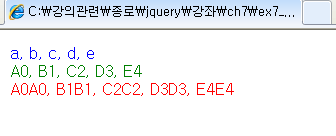 C:₩강의관련₩종로₩jquery₩강좌₩ch7₩ex7_...
a, b, c, d, e
A0, B1, C2, D3, E4
A0A0, B1B1, C2C2, D3D3, E4E4